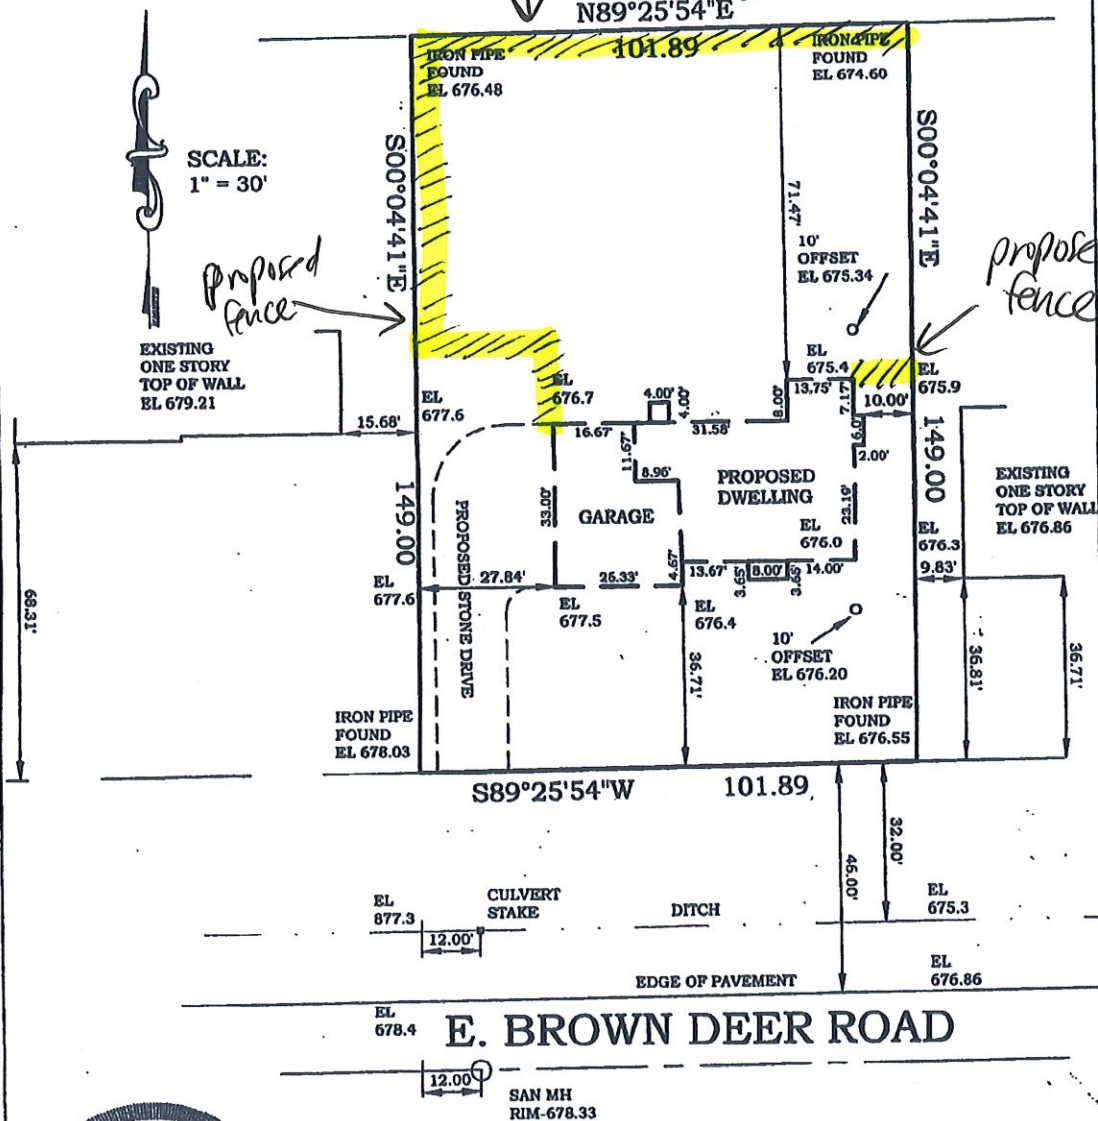 N89°25'54"E
101.89
IRON PIPE
FOUND
EL 676.48
IRON PIPE
FOUND
EL 674.60
SCALE:
1" = 30'
S00°04'41"E
S00°04'41"E
71.47'
10'
OFFSET
EL 675.34
proposed
fence
propose
fence
EXISTING
ONE STORY
TOP OF WALL
EL 679.21
EL
676.7
EL
675.4
EL
675.9
EL
677.6
4.00'
4.00'
8.00'
13.75'
7.17'
10.00'
15.68'
16.67'
31.58'
6.0'
2.00'
149.00
11.67'
8.96'
PROPOSED
DWELLING
EXISTING
ONE STORY
TOP OF WALL
EL 676.86
149.00
PROPOSED STONE DRIVE
33.00'
GARAGE
23.19'
EL
676.0
EL
676.3
68.31'
EL
677.6
27.84'
25.33'
4.67'
13.67'
8.00'
14.00'
3.65'
3.65'
9.83'
EL
677.5
EL
676.4
10'
OFFSET
EL 676.20
36.71'
36.81'
36.71'
IRON PIPE
FOUND
EL 678.03
IRON PIPE
FOUND
EL 676.55
S89°25'54"W
101.89
46.00'
32.00'
EL
877.3
CULVERT
STAKE
DITCH
EL
675.3
12.00'
EDGE OF PAVEMENT
EL
676.86
EL
678.4
E. BROWN DEER ROAD
12.00'
SAN MH
RIM-678.33